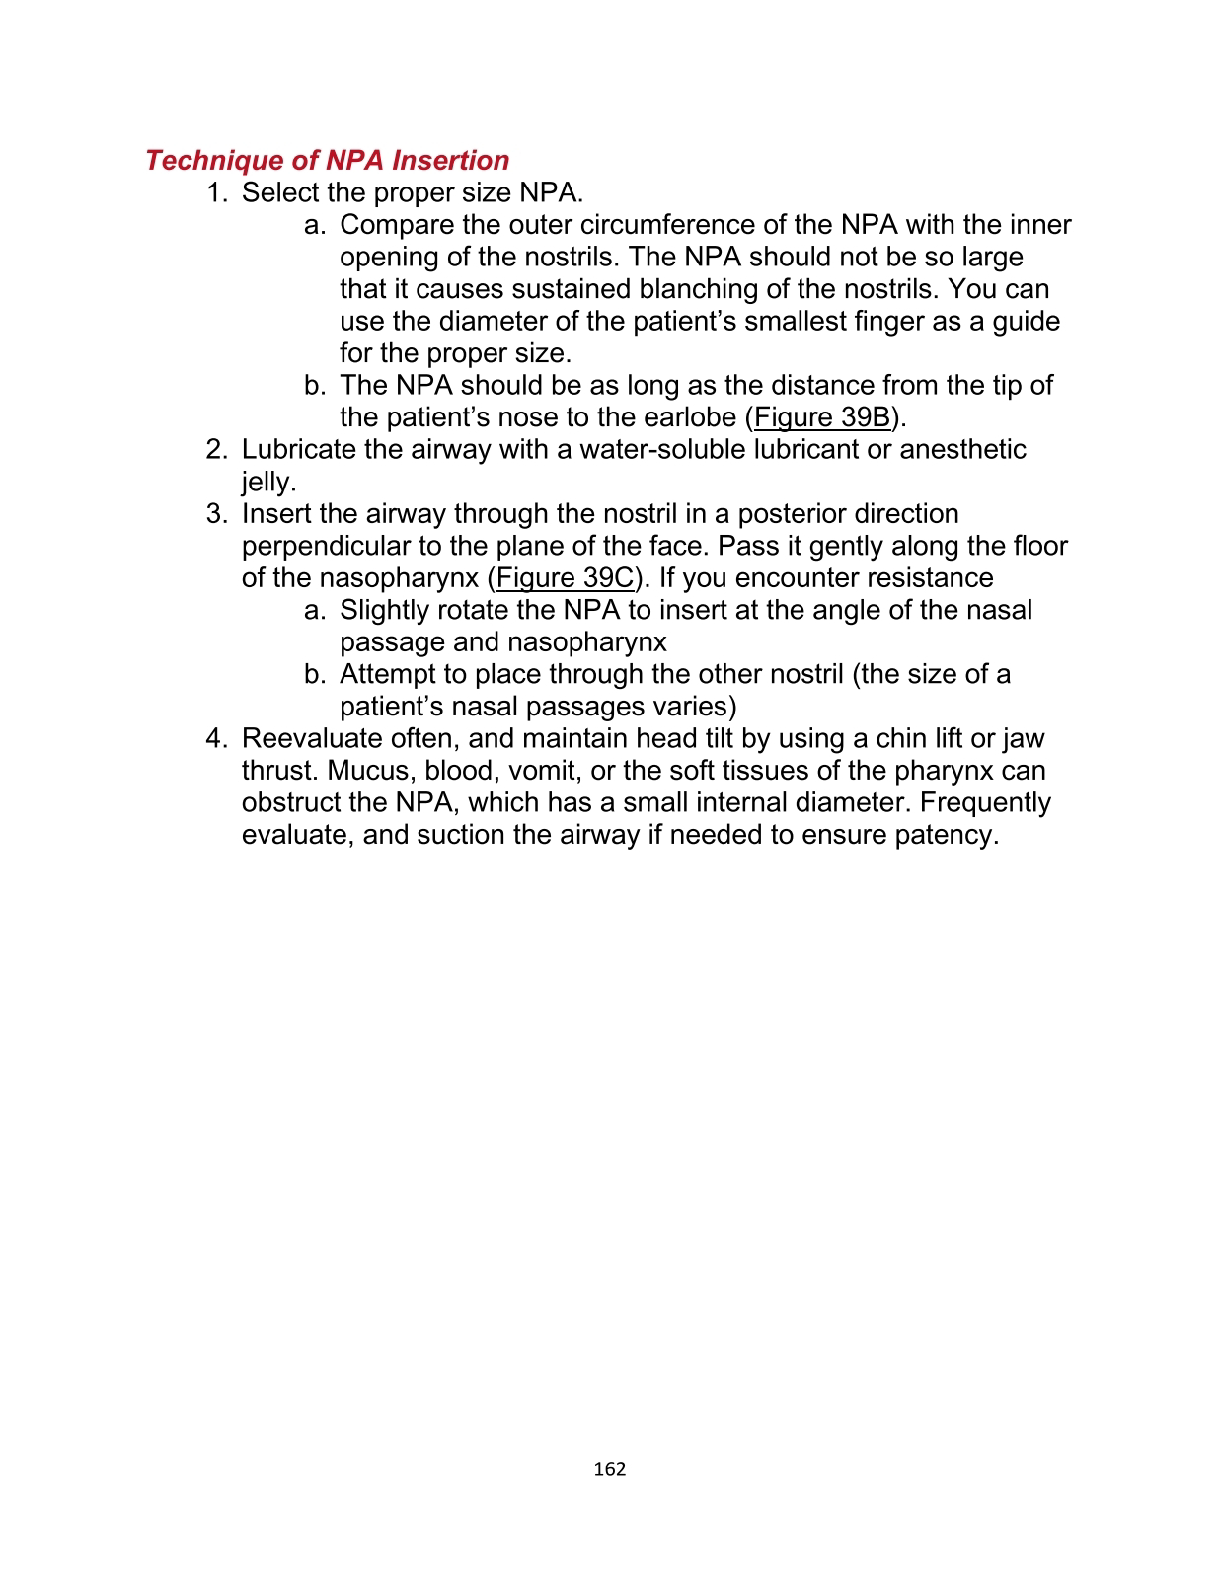 Technique of NPA Insertion
1. Select the proper size NPA.
a. Compare the outer circumference of the NPA with the inner
opening of the nostrils. The NPA should not be so large
that it causes sustained blanching of the nostrils. You can
use the diameter of the patient’s smallest finger as a guide
for the proper size.
b. The NPA should be as long as the distance from the tip of
the patient’s nose to the earlobe (Figure 39B).
2. Lubricate the airway with a water-soluble lubricant or anesthetic
jelly.
3. Insert the airway through the nostril in a posterior direction
perpendicular to the plane of the face. Pass it gently along the floor
of the nasopharynx (Figure 39C). If you encounter resistance
a. Slightly rotate the NPA to insert at the angle of the nasal
passage and nasopharynx
b. Attempt to place through the other nostril (the size of a
patient’s nasal passages varies)
4. Reevaluate often, and maintain head tilt by using a chin lift or jaw
thrust. Mucus, blood, vomit, or the soft tissues of the pharynx can
obstruct the NPA, which has a small internal diameter. Frequently
evaluate, and suction the airway if needed to ensure patency.
162